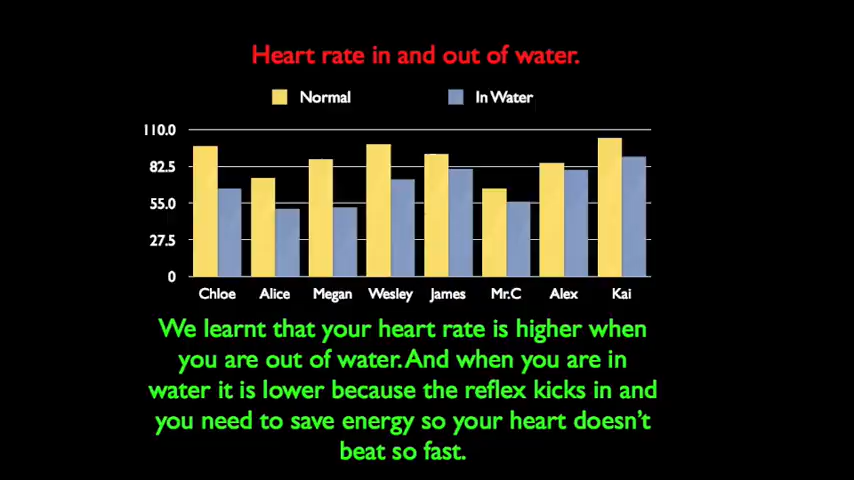 Heart rate in and out of water.
Normal In Water
110.0
82.5
55.0
27.5
0
Chloe Alice Megan Wesley James Mr.C Alex Kai
We learnt that your heart rate is higher when
you are out of water. And when you are in
water it is lower because the reflex kicks in and
you need to save energy so your heart doesn't
beat so fast.